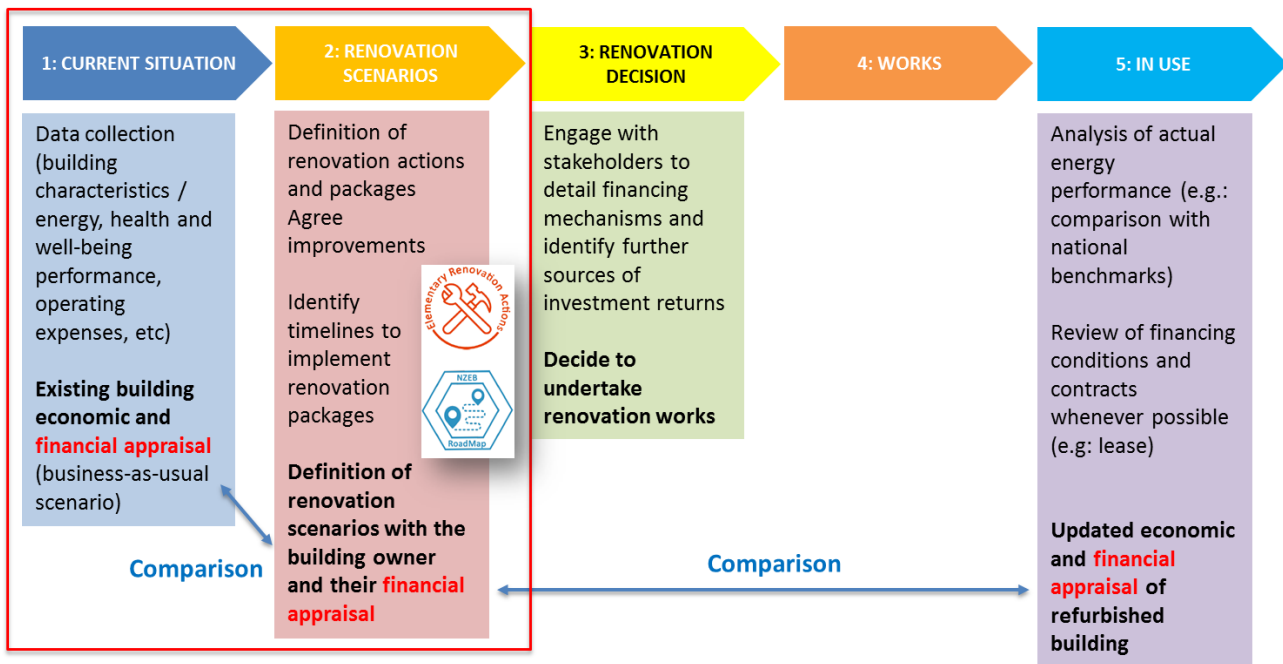 1: CURRENT SITUATION
2: RENOVATION
SCENARIOS
3: RENOVATION
DECISION
4: WORKS
5: IN USE
Data collection
(building
characteristics /
energy, health and
well-being
performance,
operating
expenses, etc)
Existing building
economic and
financial appraisal
(business-as-usual
scenario)
Definition of
renovation actions
and packages
Agree
improvements
Identify
timelines to
implement
renovation
packages
Definition of
renovation
scenarios with the
building owner
and their financial
appraisal
Elementary Renovation Actions
NZEB
RoadMap
Engage with
stakeholders to
detail financing
mechanisms and
identify further
sources of
investment returns
Decide to
undertake
renovation works
Analysis of actual
energy
performance (e.g.:
comparison with
national
benchmarks)
Review of financing
conditions and
contracts
whenever possible
(e.g: lease)
Updated economic
and financial
appraisal of
refurbished
building
Comparison
Comparison